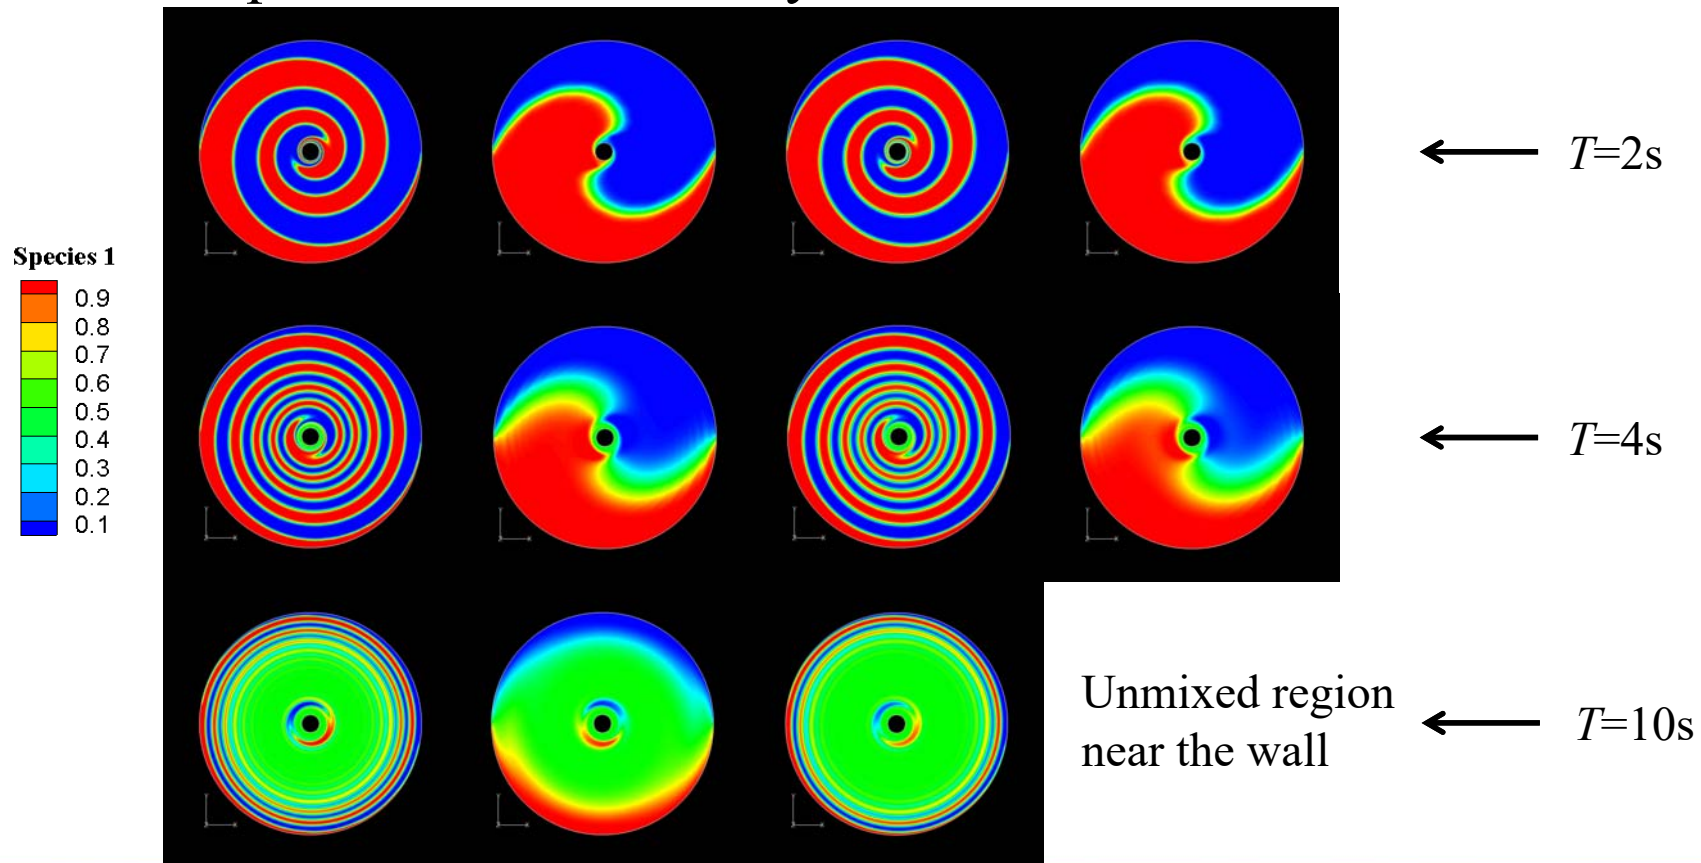 T=2s
Species 1
0.9
0.8
0.7
0.6
0.5
0.4
0.3
0.2
0.1
T=4s
Unmixed region
near the wall
T=10s